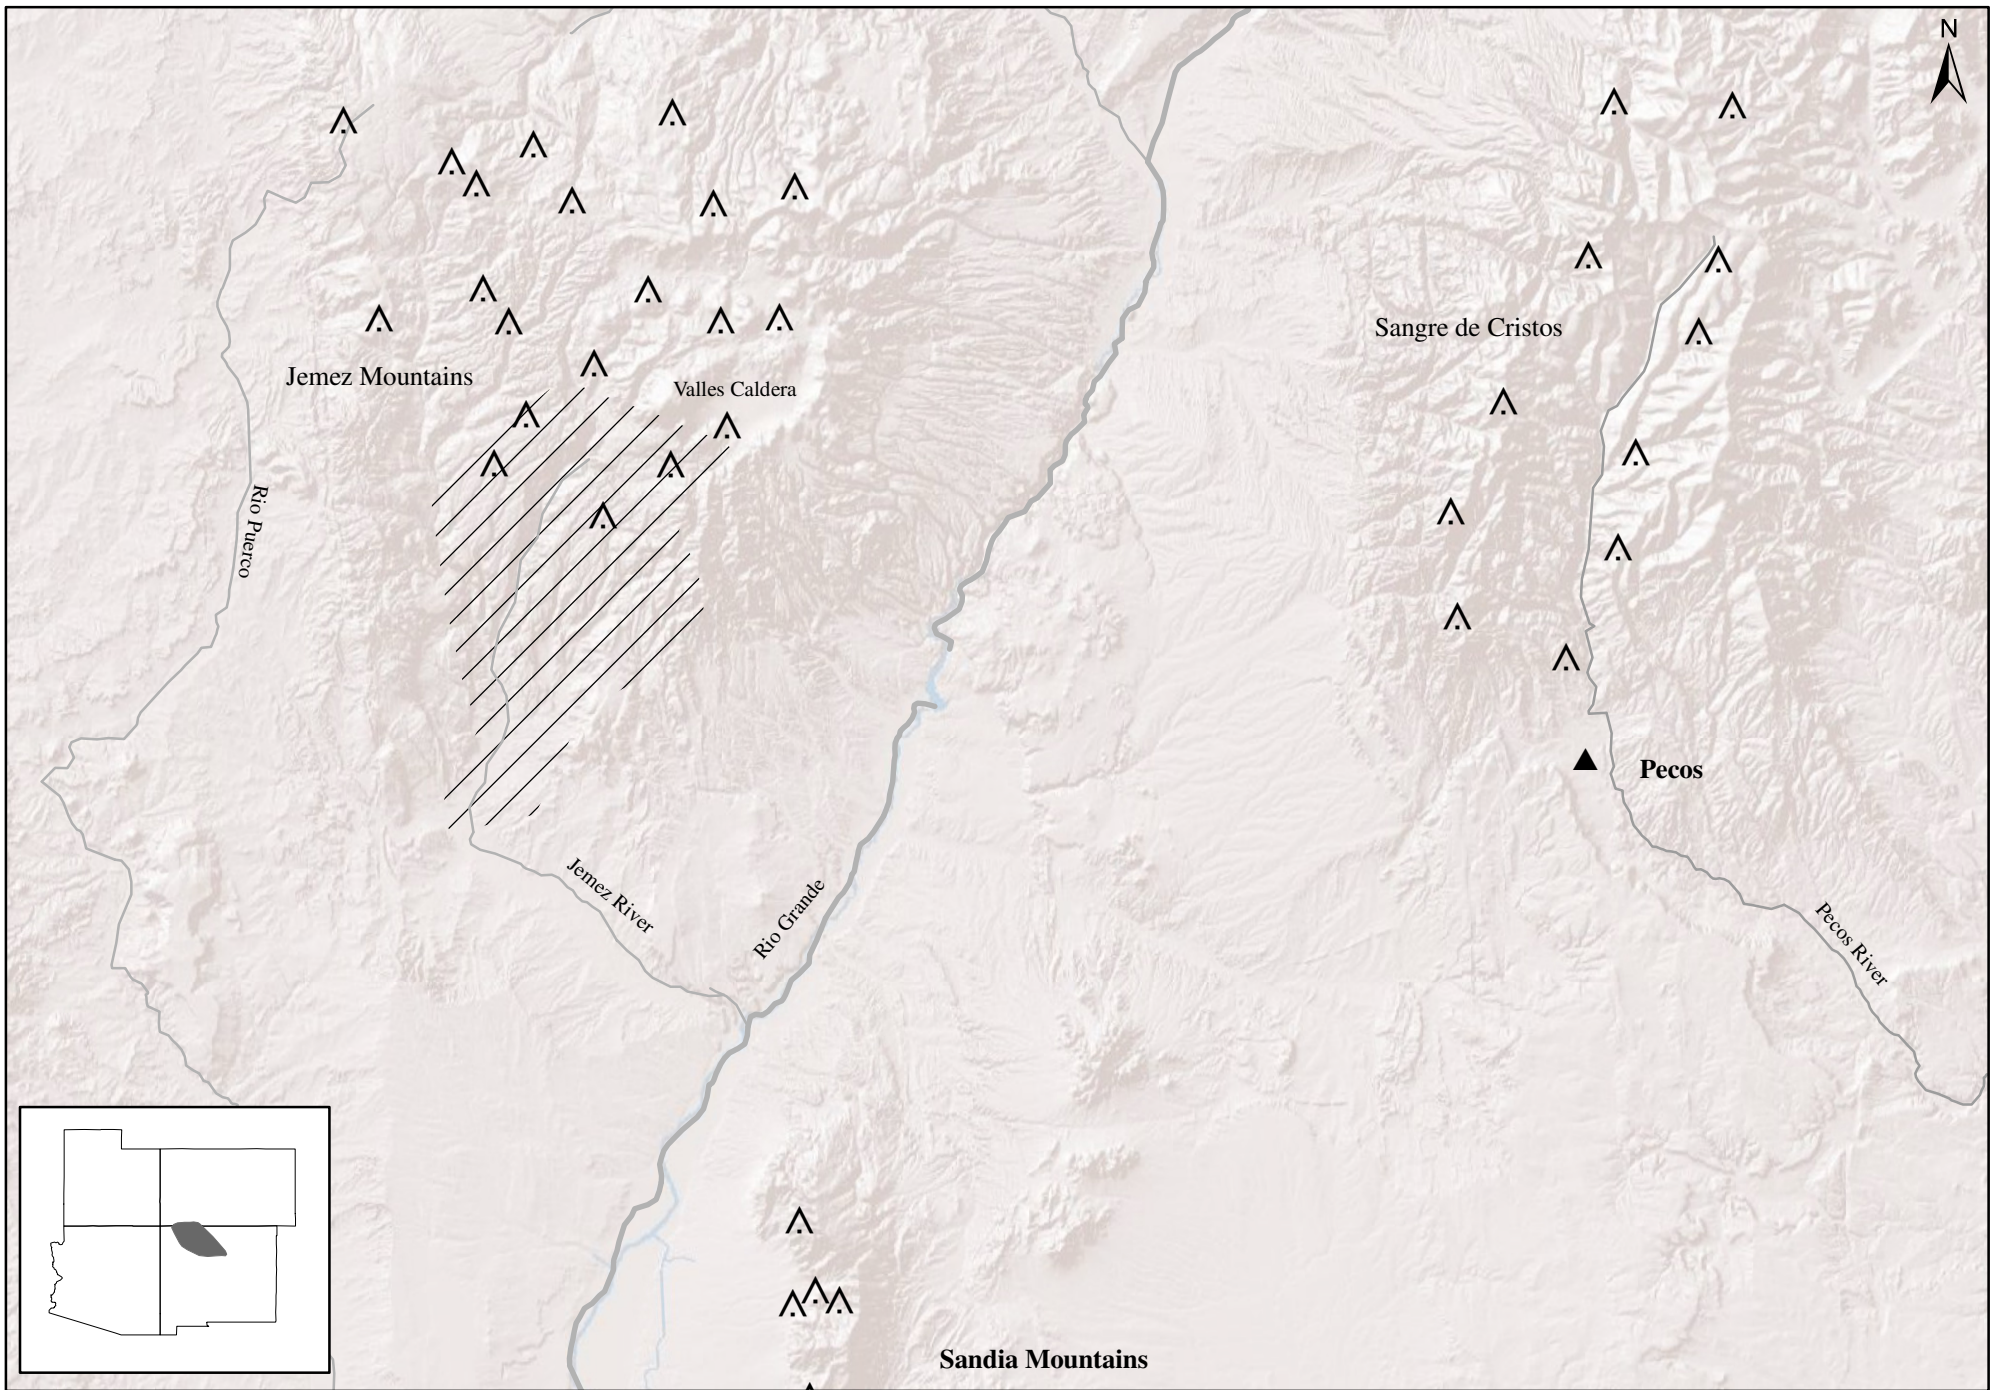 N
Sangre de Cristos
Jemez Mountains
Valles Caldera
Rio Puerco
Pecos
Jemez River
Rio Grande
Pecos River
Sandia Mountains